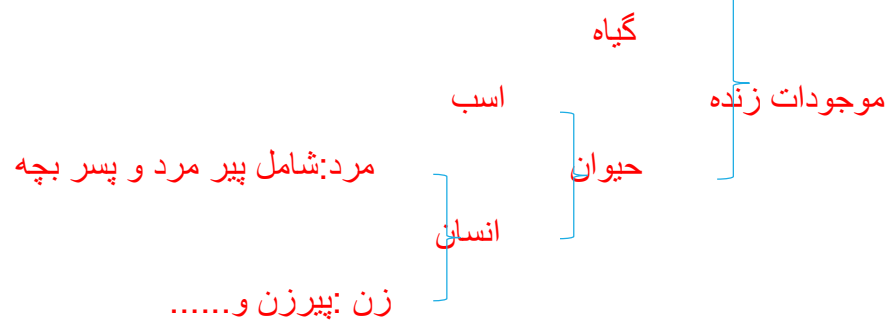 گیاه
موجودات زنده
اسب
حیوان
مرد:شامل پیر مرد و پسر بچه
انسان
زن :پیرزن و......